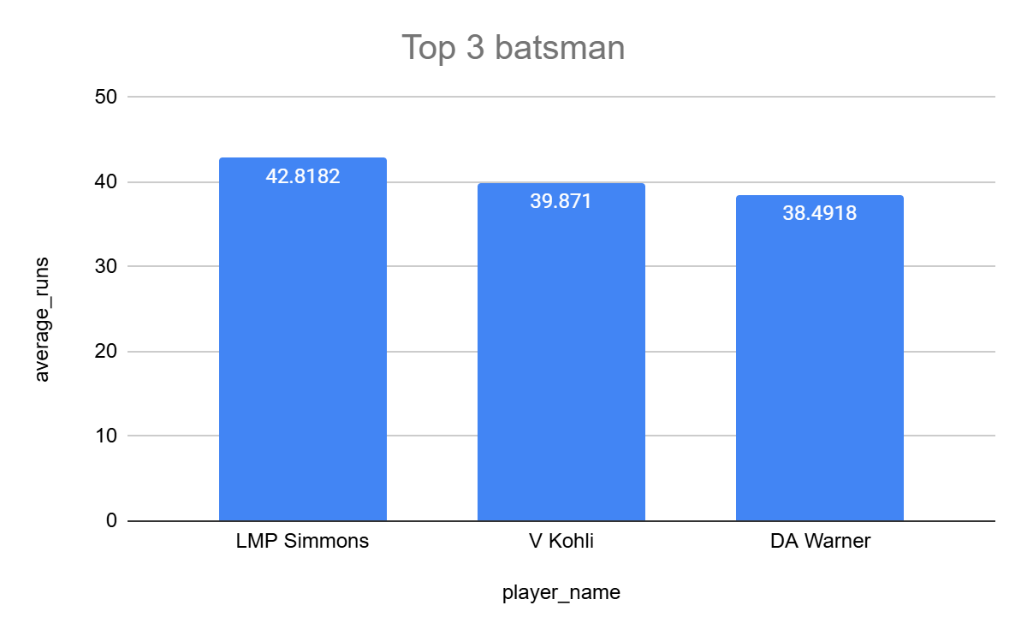 Top 3 batsman
50
40
30
20
10
0
average_runs
42.8182
39.871
38.4918
LMP Simmons
V Kohli
DA Warner
player_name